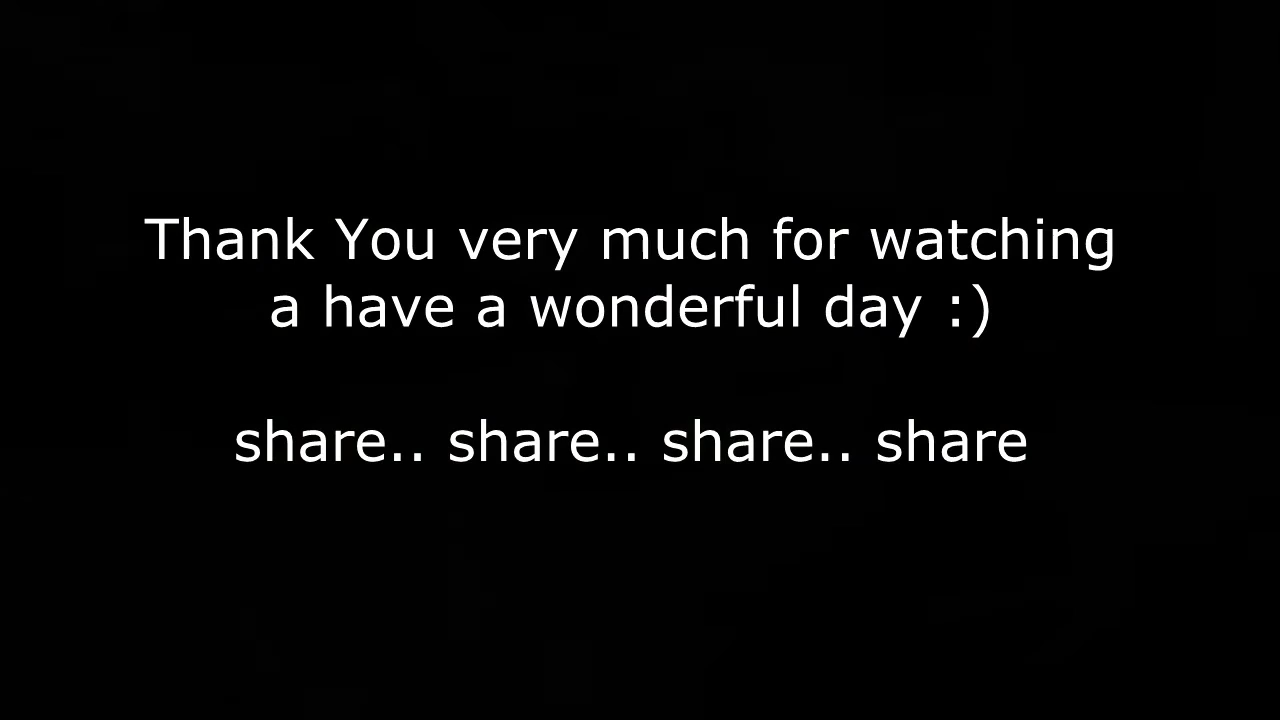 Thank You very much for watching
a have a wonderful day :)
share.. share.. share.. share